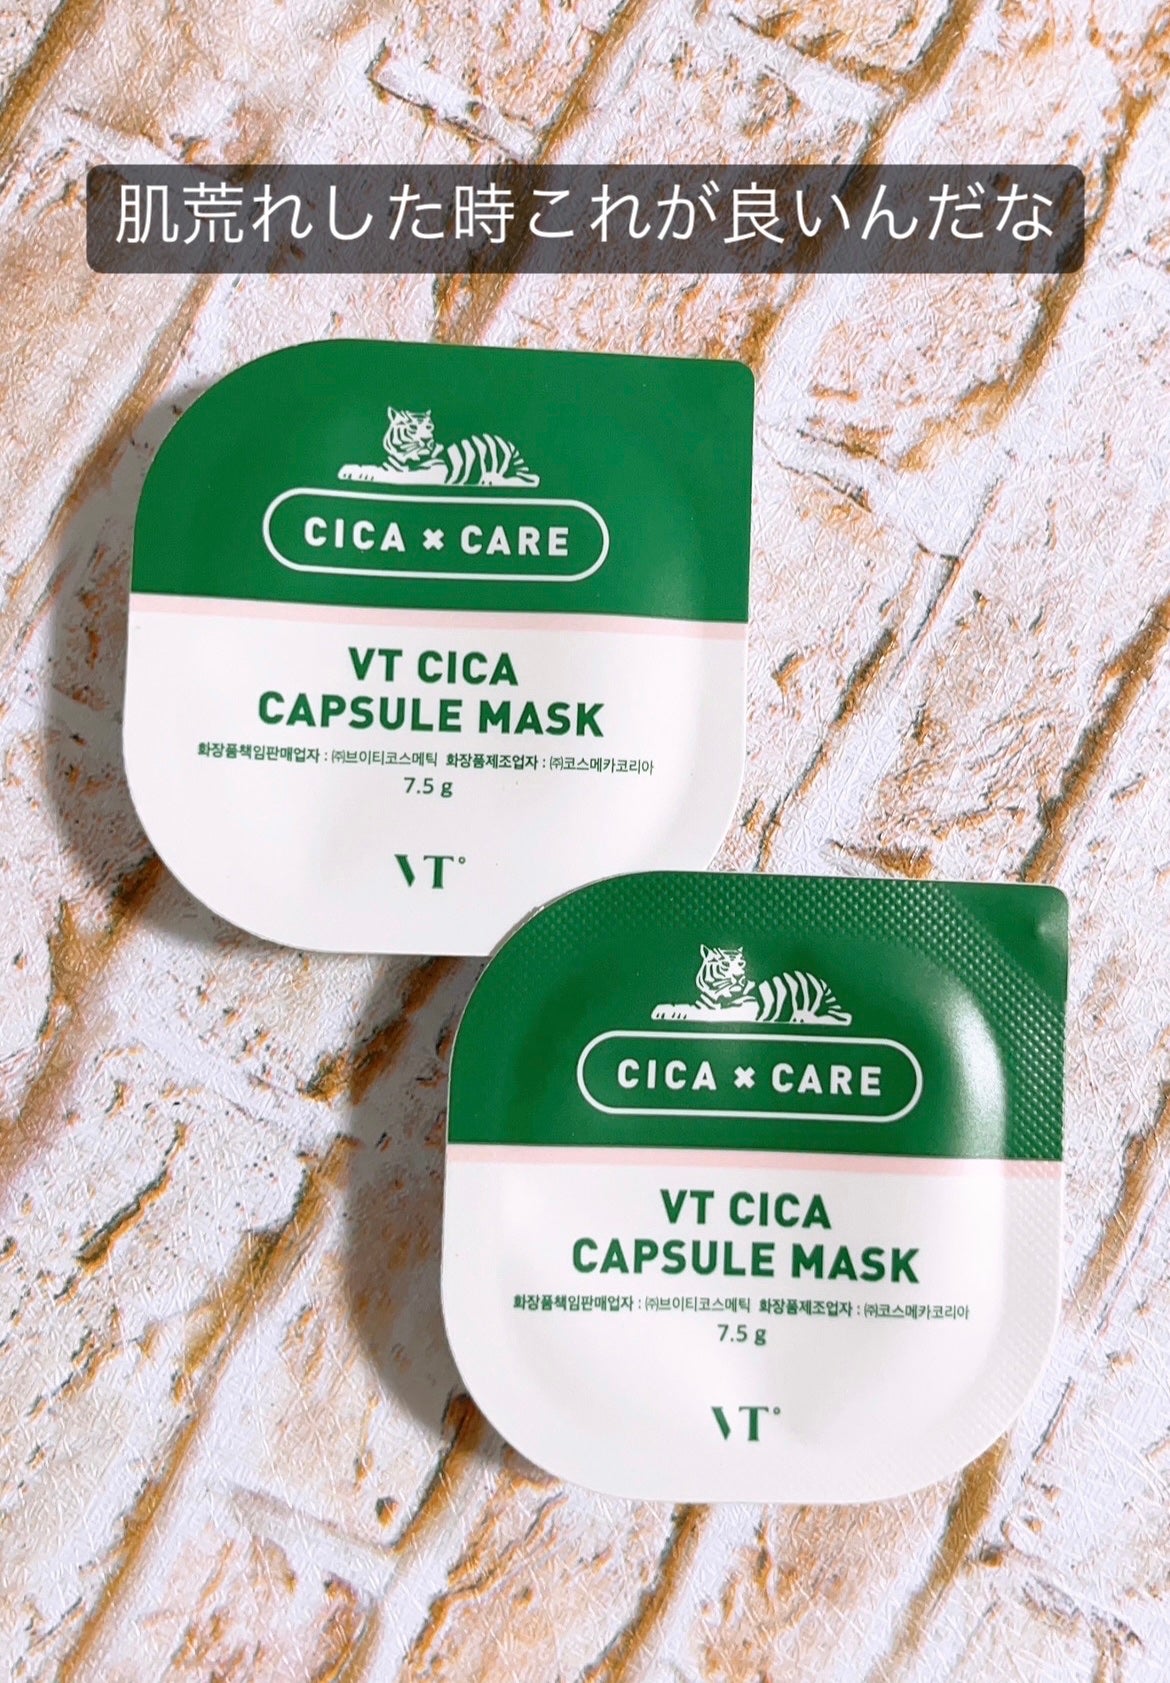 肌荒れした時これが良いんだな
CICA × CARE
VT CICA
CAPSULE MASK
화장품책임판매업자 : ㈜브이티코스메틱 화장품제조업자 : ㈜코스메카코리아
7.5 g
VT°
CICA × CARE
VT CICA
CAPSULE MASK
화장품책임판매업자 : ㈜브이티코스메틱 화장품제조업자 : ㈜코스메카코리아
7.5 g
VT°